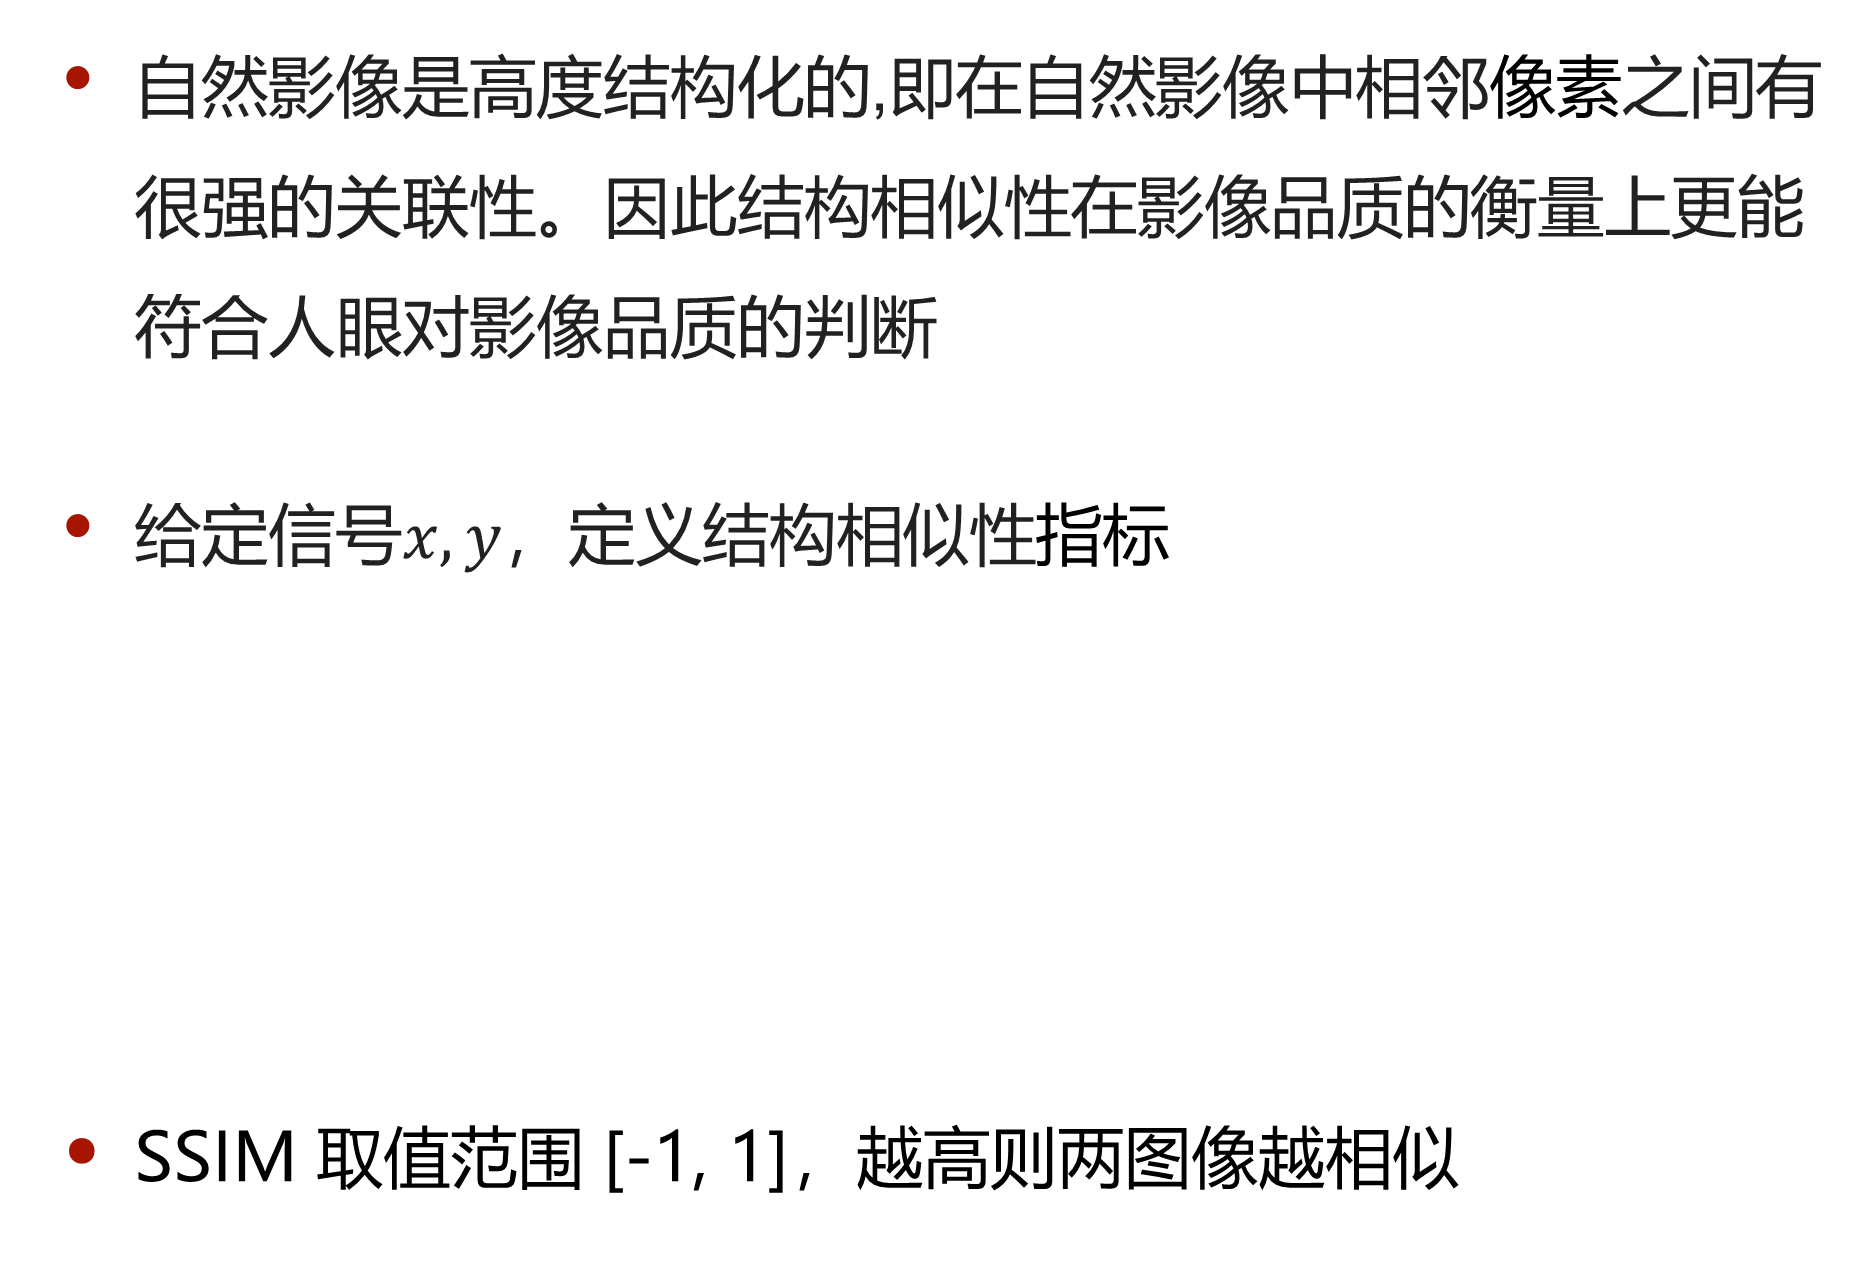 • 自然影像是高度结构化的,即在自然影像中相邻像素之间有
很强的关联性。因此结构相似性在影像品质的衡量上更能
符合人眼对影像品质的判断
• 给定信号x, y，定义结构相似性指标
• SSIM 取值范围 [-1, 1]，越高则两图像越相似